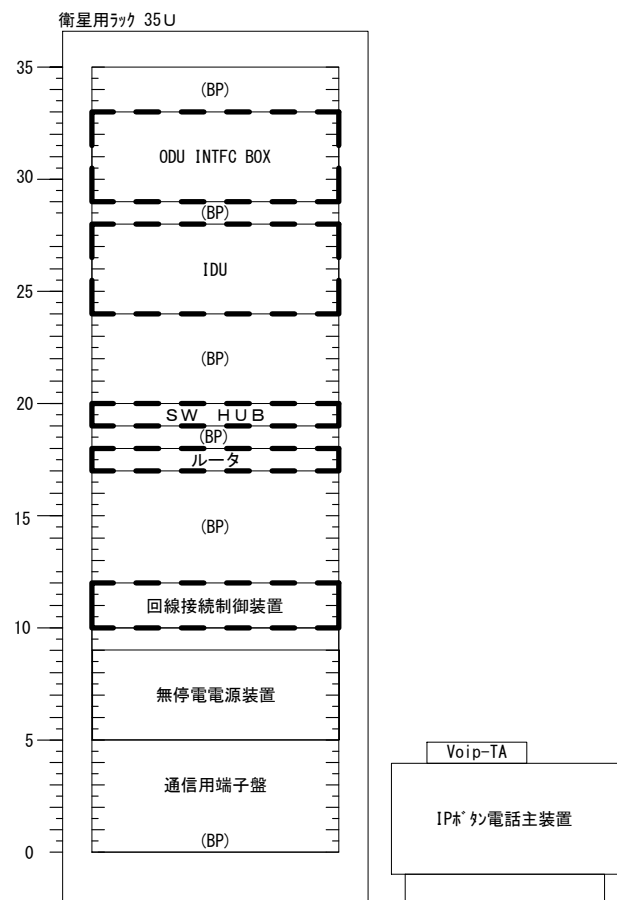 衛星用ﾗｯｸ 35U
35
(BP)
ODU INTFC BOX
30
(BP)
IDU
25
(BP)
20
SW HUB
(BP)
ルータ
15
(BP)
回線接続制御装置
10
無停電電源装置
5
Voip-TA
通信用端子盤
IPﾎﾞﾀﾝ電話主装置
(BP)
0